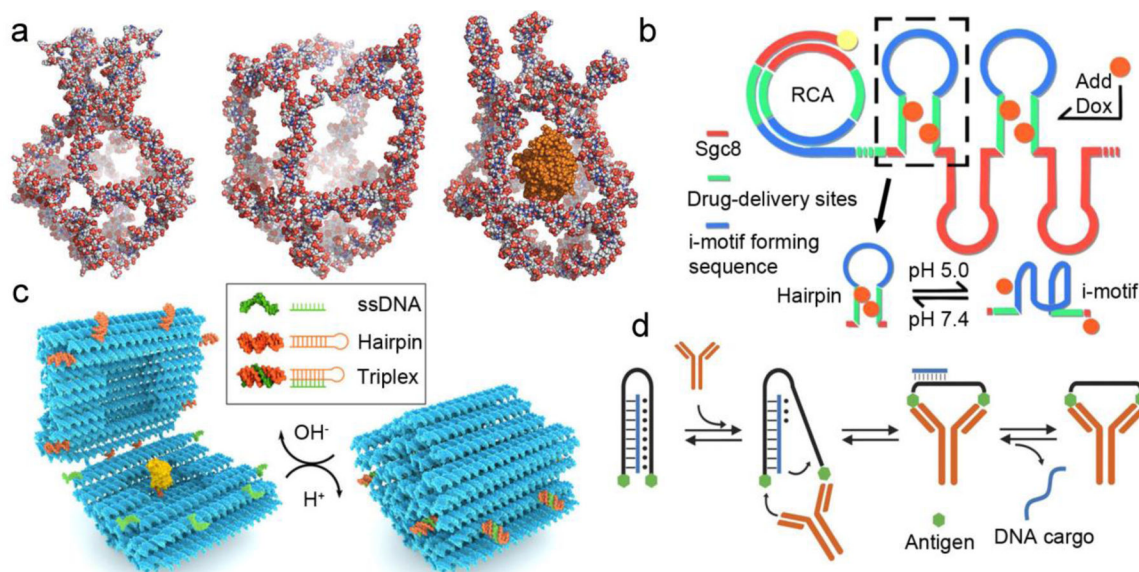 a
b
RCA
Add
Dox
Sgc8
Drug-delivery sites
i-motif forming
sequence
Hairpin
pH 5.0
pH 7.4
i-motif
c
ssDNA
Hairpin
Triplex
OH-
H+
d
Antigen
DNA cargo